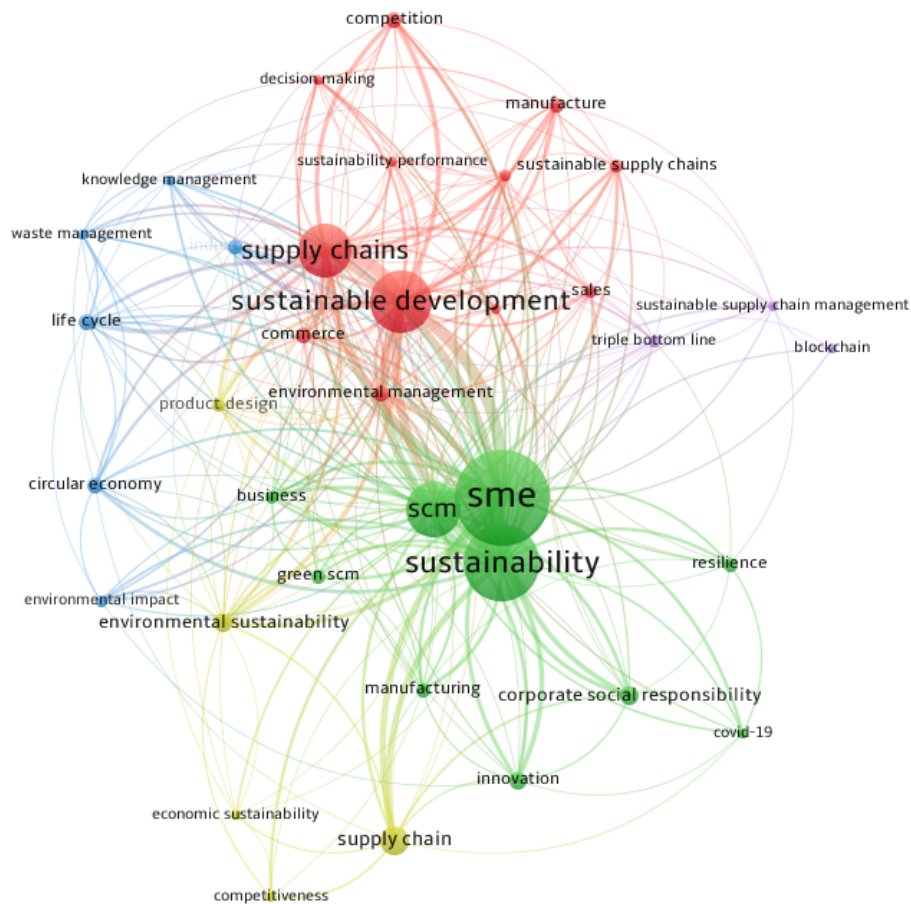 competition
decision making
manufacture
sustainability performance
sustainable supply chains
knowledge management
waste management
supply chains
sustainable development
sales
sustainable supply chain management
life cycle
commerce
triple bottom line
blockchain
environmental management
product design
circular economy
business
scm
sme
sustainability
resilience
green scm
environmental impact
environmental sustainability
manufacturing
corporate social responsibility
covid-19
innovation
economic sustainability
supply chain
competitiveness